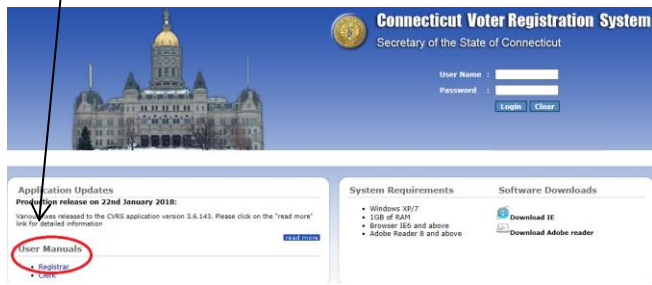 Connecticut Voter Registration System
Secretary of the State of Connecticut
User Name :
Password :
Login Clear
Application Updates
Production release on 22nd January 2018:
Various fixes released to the CVRS application version 3.6.143. Please click on the "read more"
link for detailed information
read more
User Manuals
• Registrar
• Clerk
System Requirements
• Windows XP/7
• 1GB of RAM
• Browser IE6 and above
• Adobe Reader 8 and above
Software Downloads
Download IE
Download Adobe reader